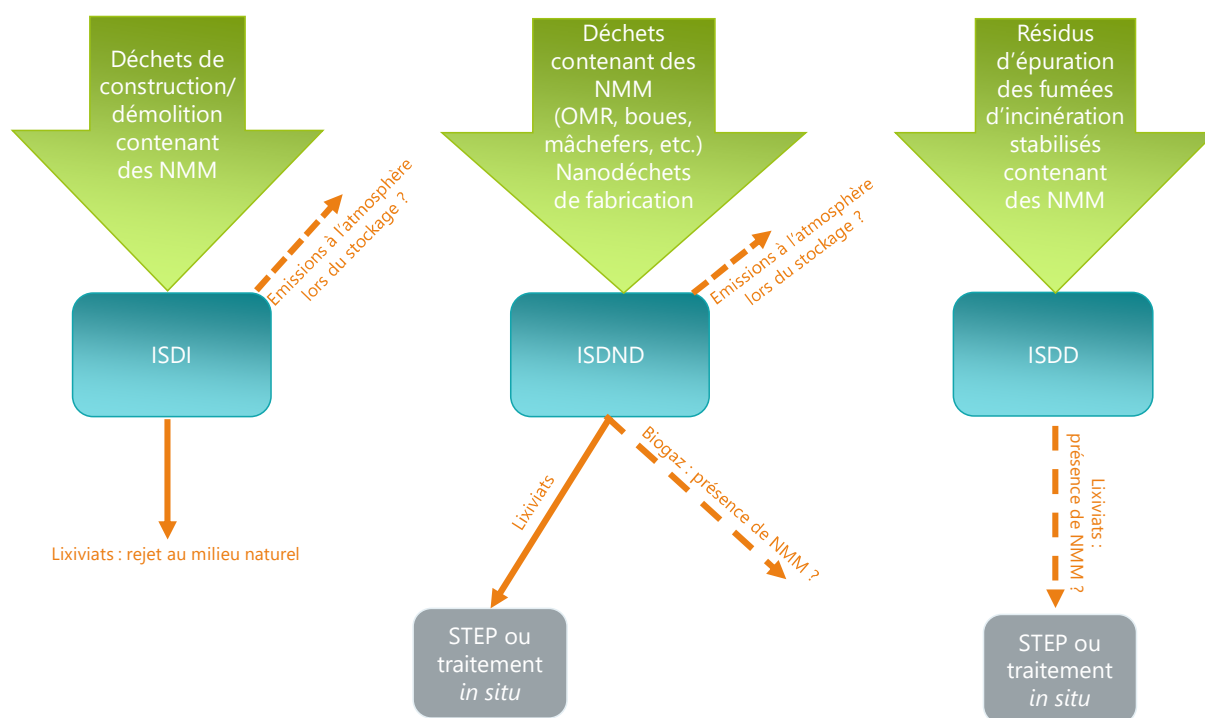 Déchets de
construction/
démolition
contenant
des NMM
Emissions à l'atmosphère
lors du stockage ?
ISDI
Lixiviats : rejet au milieu naturel
Déchets
contenant des
NMM
(OMR, boues,
mâchefers, etc.)
Nanodéchets
de fabrication
Emissions à l'atmosphère
lors du stockage ?
ISDND
Lixiviats
Biogaz : présence de NMM ?
STEP ou
traitement
in situ
Résidus
d'épuration
des fumées
d'incinération
stabilisés
contenant
des NMM
ISDD
Lixiviats :
présence de NMM ?
STEP ou
traitement
in situ